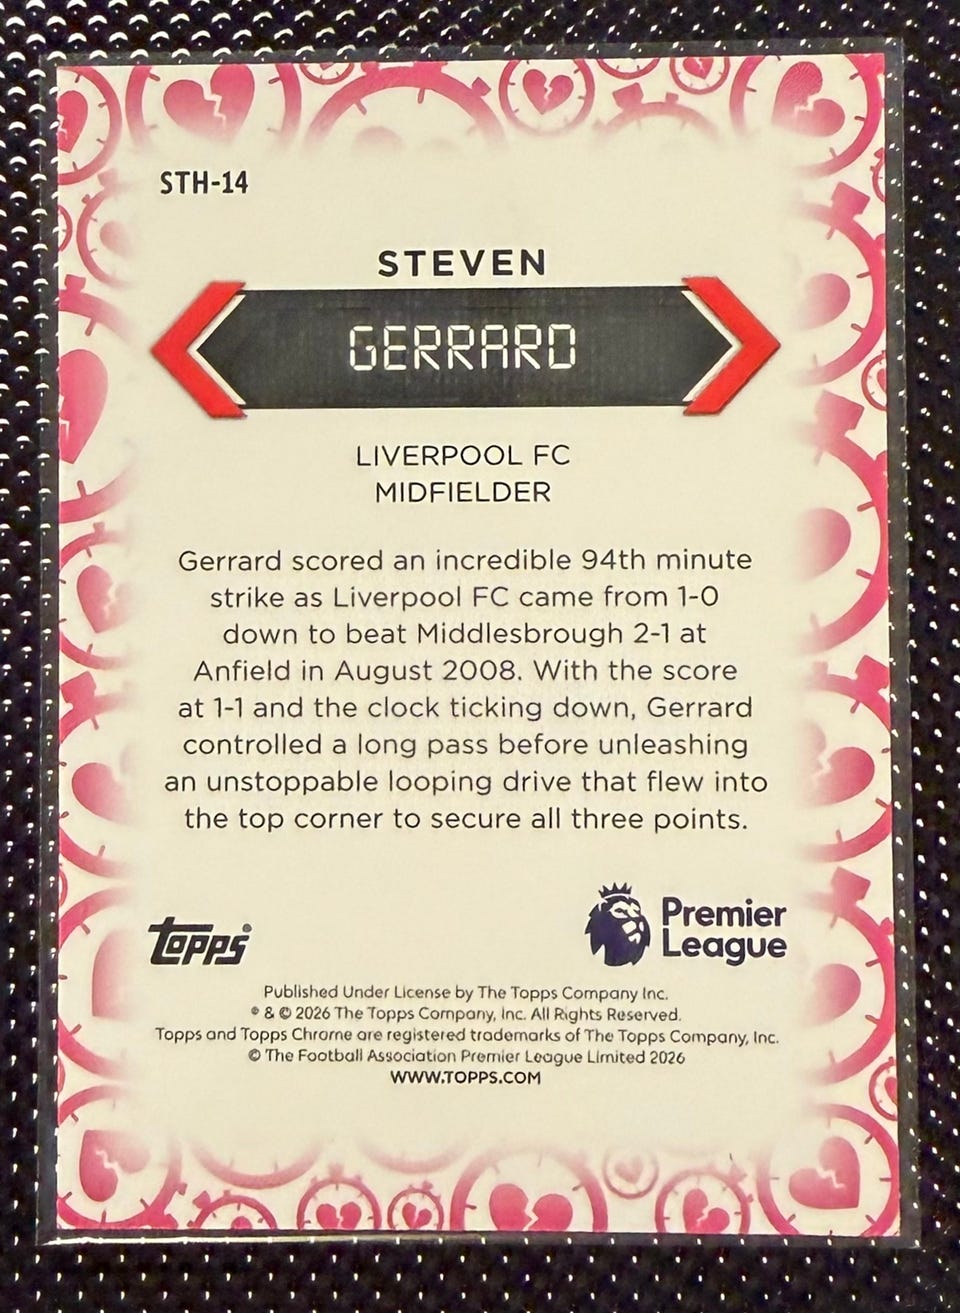 STH-14
STEVEN
GERRARD
LIVERPOOL FC
MIDFIELDER
Gerrard scored an incredible 94th minute
strike as Liverpool FC came from 1-0
down to beat Middlesbrough 2-1 at
Anfield in August 2008. With the score
at 1-1 and the clock ticking down, Gerrard
controlled a long pass before unleashing
an unstoppable looping drive that flew into
the top corner to secure all three points.
topps®
Premier
League
Published Under License by The Topps Company Inc.
® & © 2026 The Topps Company, Inc. All Rights Reserved.
Topps and Topps Chrome are registered trademarks of The Topps Company, Inc.
© The Football Association Premier League Limited 2026
WWW.TOPPS.COM